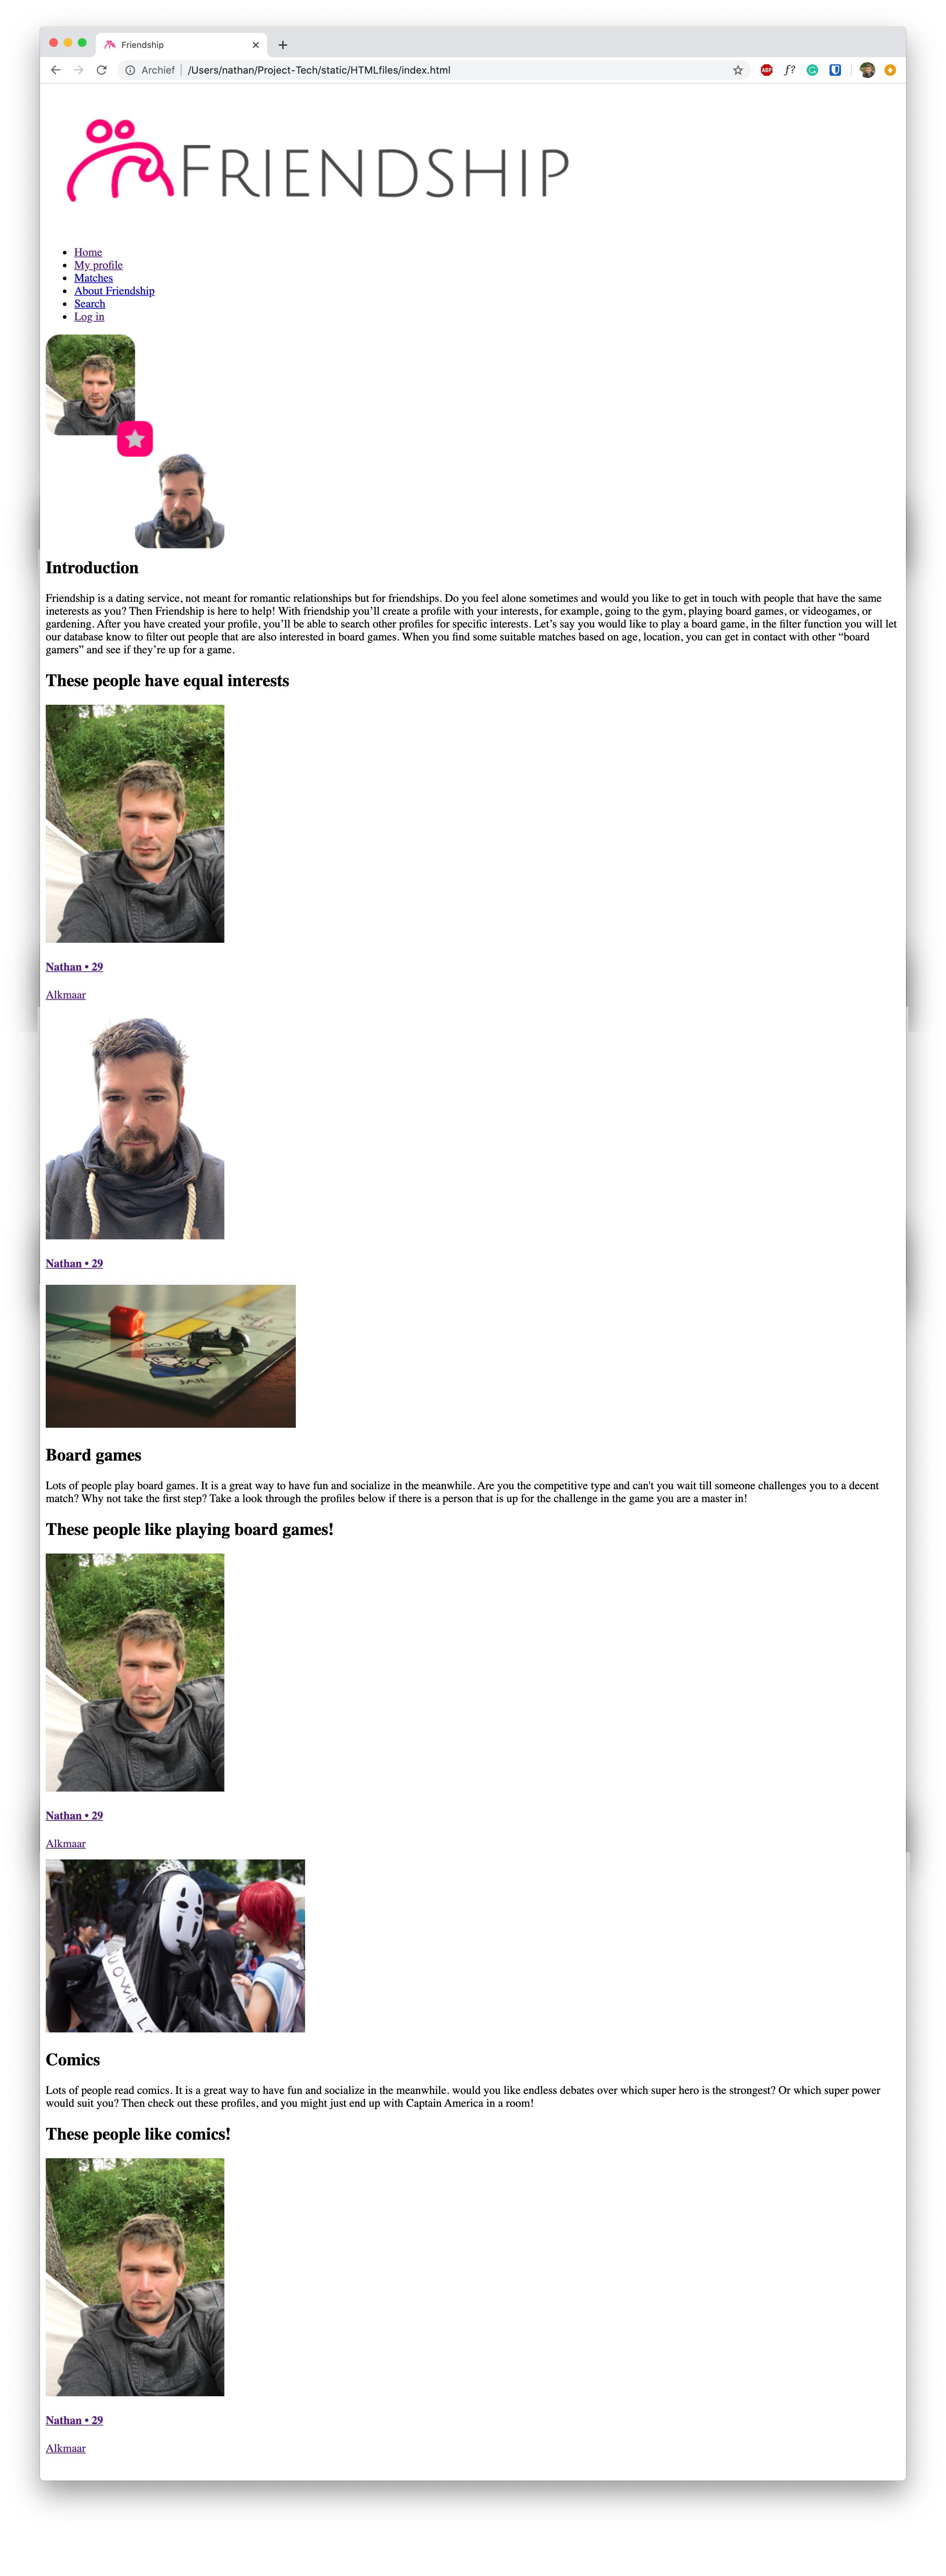 Friendship
Archief
/Users/nathan/Project-Tech/static/HTMLfiles/index.html
ABP
f?
FRIENDSHIP
Home
My profile
Matches
About Friendship
Search
Log in
Introduction
Friendship is a dating service, not meant for romantic relationships but for friendships. Do you feel alone sometimes and would you like to get in touch with people that have the same
ineterests as you? Then Friendship is here to help! With friendship you’ll create a profile with your interests, for example, going to the gym, playing board games, or videogames, or
gardening. After you have created your profile, you’ll be able to search other profiles for specific interests. Let’s say you would like to play a board game, in the filter function you will let
our database know to filter out people that are also interested in board games. When you find some suitable matches based on age, location, you can get in contact with other “board
gamers” and see if they’re up for a game.
These people have equal interests
Nathan • 29
Alkmaar
Nathan • 29
GO TO
JAIL
Board games
Lots of people play board games. It is a great way to have fun and socialize in the meanwhile. Are you the competitive type and can't you wait till someone challenges you to a decent
match? Why not take the first step? Take a look through the profiles below if there is a person that is up for the challenge in the game you are a master in!
These people like playing board games!
Nathan • 29
Alkmaar
Comics
Lots of people read comics. It is a great way to have fun and socialize in the meanwhile. would you like endless debates over which super hero is the strongest? Or which super power
would suit you? Then check out these profiles, and you might just end up with Captain America in a room!
These people like comics!
Nathan • 29
Alkmaar